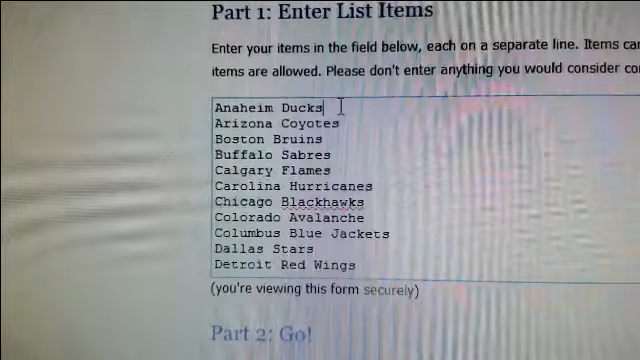 Part 1: Enter List Items
Enter your items in the field below, each on a separate line. Items
items are allowed. Please don't enter anything you would consider
Anaheim Ducks
Arizona Coyotes
Boston Bruins
Buffalo Sabres
Calgary Flames
Carolina Hurricanes
Chicago Blackhawks
Colorado Avalanche
Columbus Blue Jackets
Dallas Stars
Detroit Red Wings
(you're viewing this form securely)
Part 2: Go!